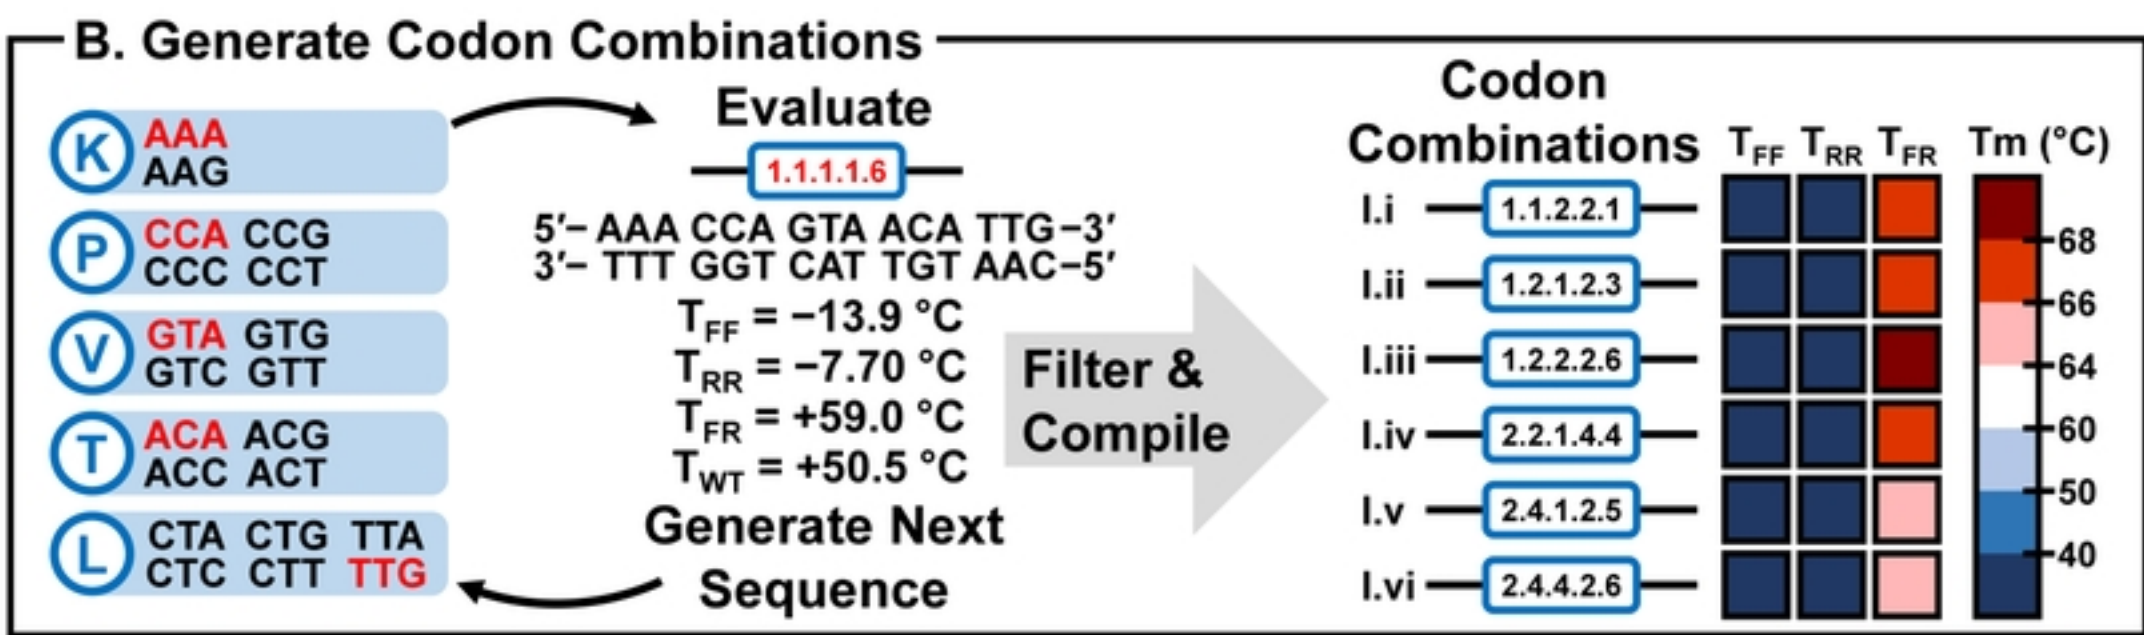 B. Generate Codon Combinations
K
AAA
AAG
P
CCA CCG
CCC CCT
V
GTA GTG
GTC GTT
T
ACA ACG
ACC ACT
L
CTA CTG TTA
CTC CTT TTG
Evaluate
1.1.1.1.6
5′– AAA CCA GTA ACA TTG–3′
3′– TTT GGT CAT TGT AAC–5′
TFF = −13.9 °C
TRR = −7.70 °C
TFR = +59.0 °C
TWT = +50.5 °C
Generate Next
Sequence
Filter &
Compile
Codon
Combinations
TFF TRR TFR Tm (°C)
I.i 1.1.2.2.1
I.ii 1.2.1.2.3
I.iii 1.2.2.2.6
I.iv 2.2.1.4.4
I.v 2.4.1.2.5
I.vi 2.4.4.2.6
68
66
64
60
50
40